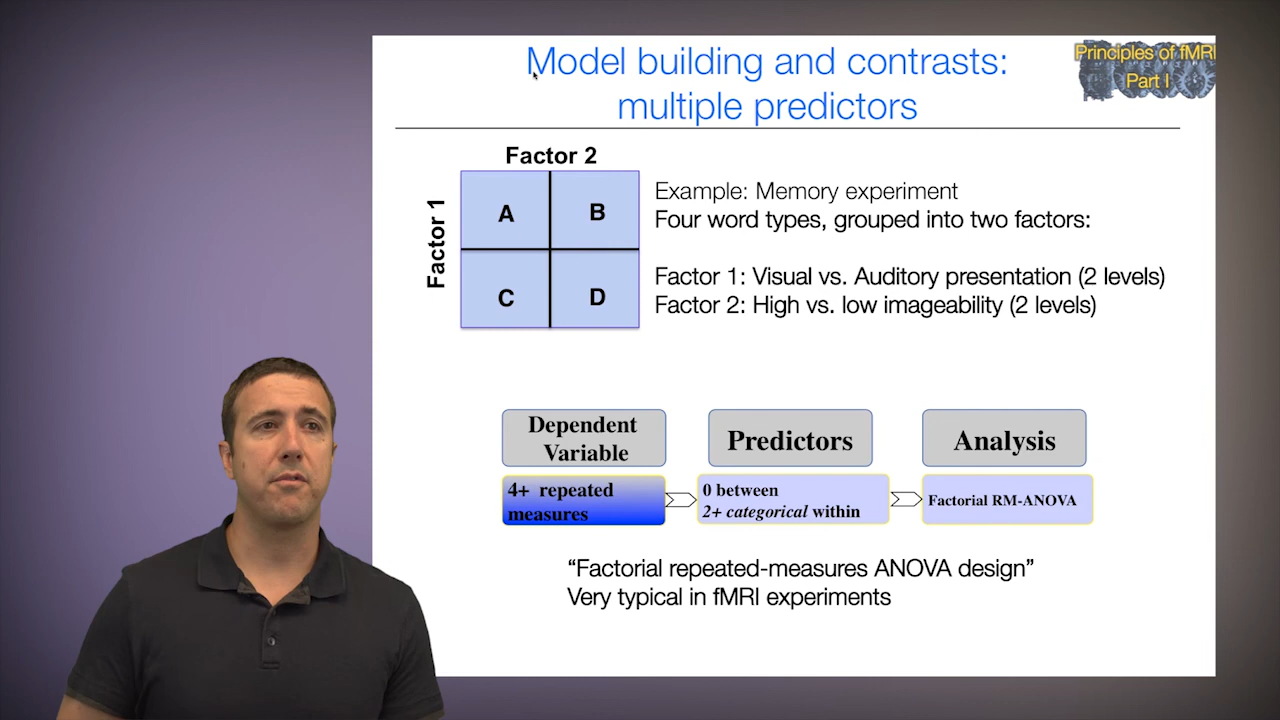 Model building and contrasts:
multiple predictors
Principles of fMRI
Part I
Factor 2
Factor 1
A
B
C
D
Example: Memory experiment
Four word types, grouped into two factors:
Factor 1: Visual vs. Auditory presentation (2 levels)
Factor 2: High vs. low imageability (2 levels)
Dependent
Variable
Predictors
Analysis
4+ repeated
measures
0 between
2+ categorical within
Factorial RM-ANOVA
“Factorial repeated-measures ANOVA design”
Very typical in fMRI experiments